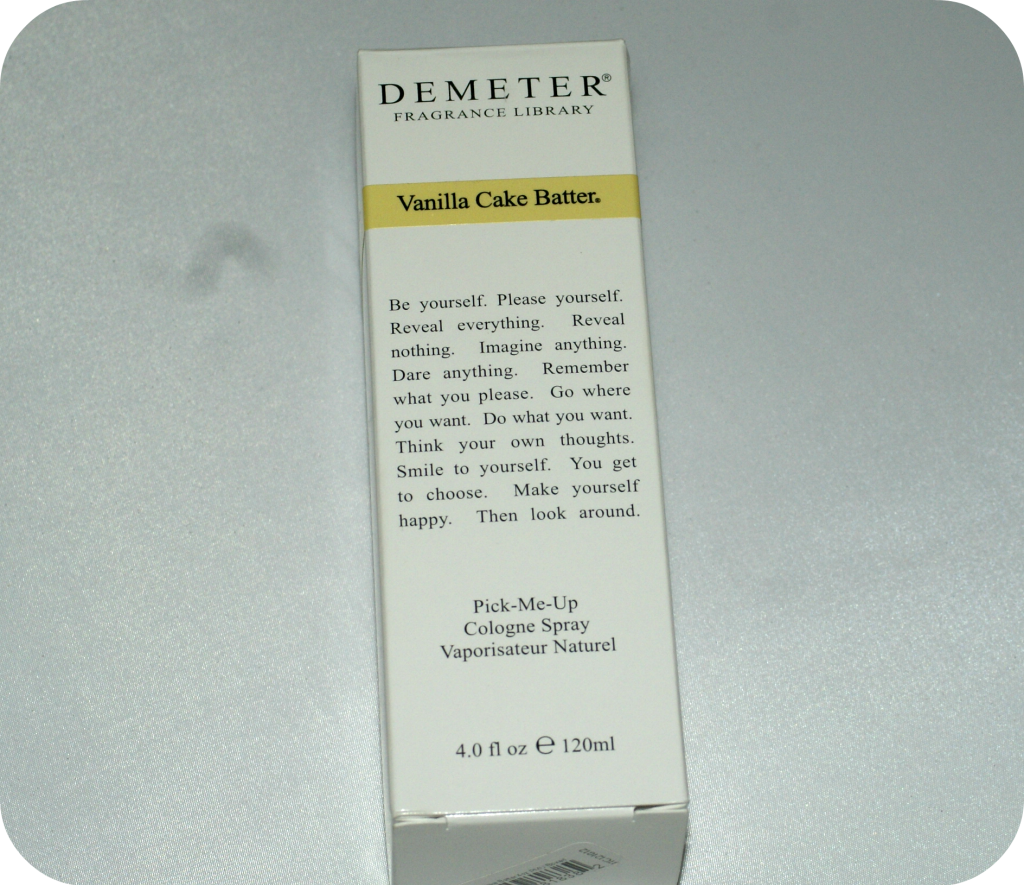 DEMETER®
FRAGRANCE LIBRARY
Vanilla Cake Batter®
Be yourself. Please yourself.
Reveal everything. Reveal
nothing. Imagine anything.
Dare anything. Remember
what you please. Go where
you want. Do what you want.
Think your own thoughts.
Smile to yourself. You get
to choose. Make yourself
happy. Then look around.
Pick-Me-Up
Cologne Spray
Vaporisateur Naturel
4.0 fl oz ℮ 120ml